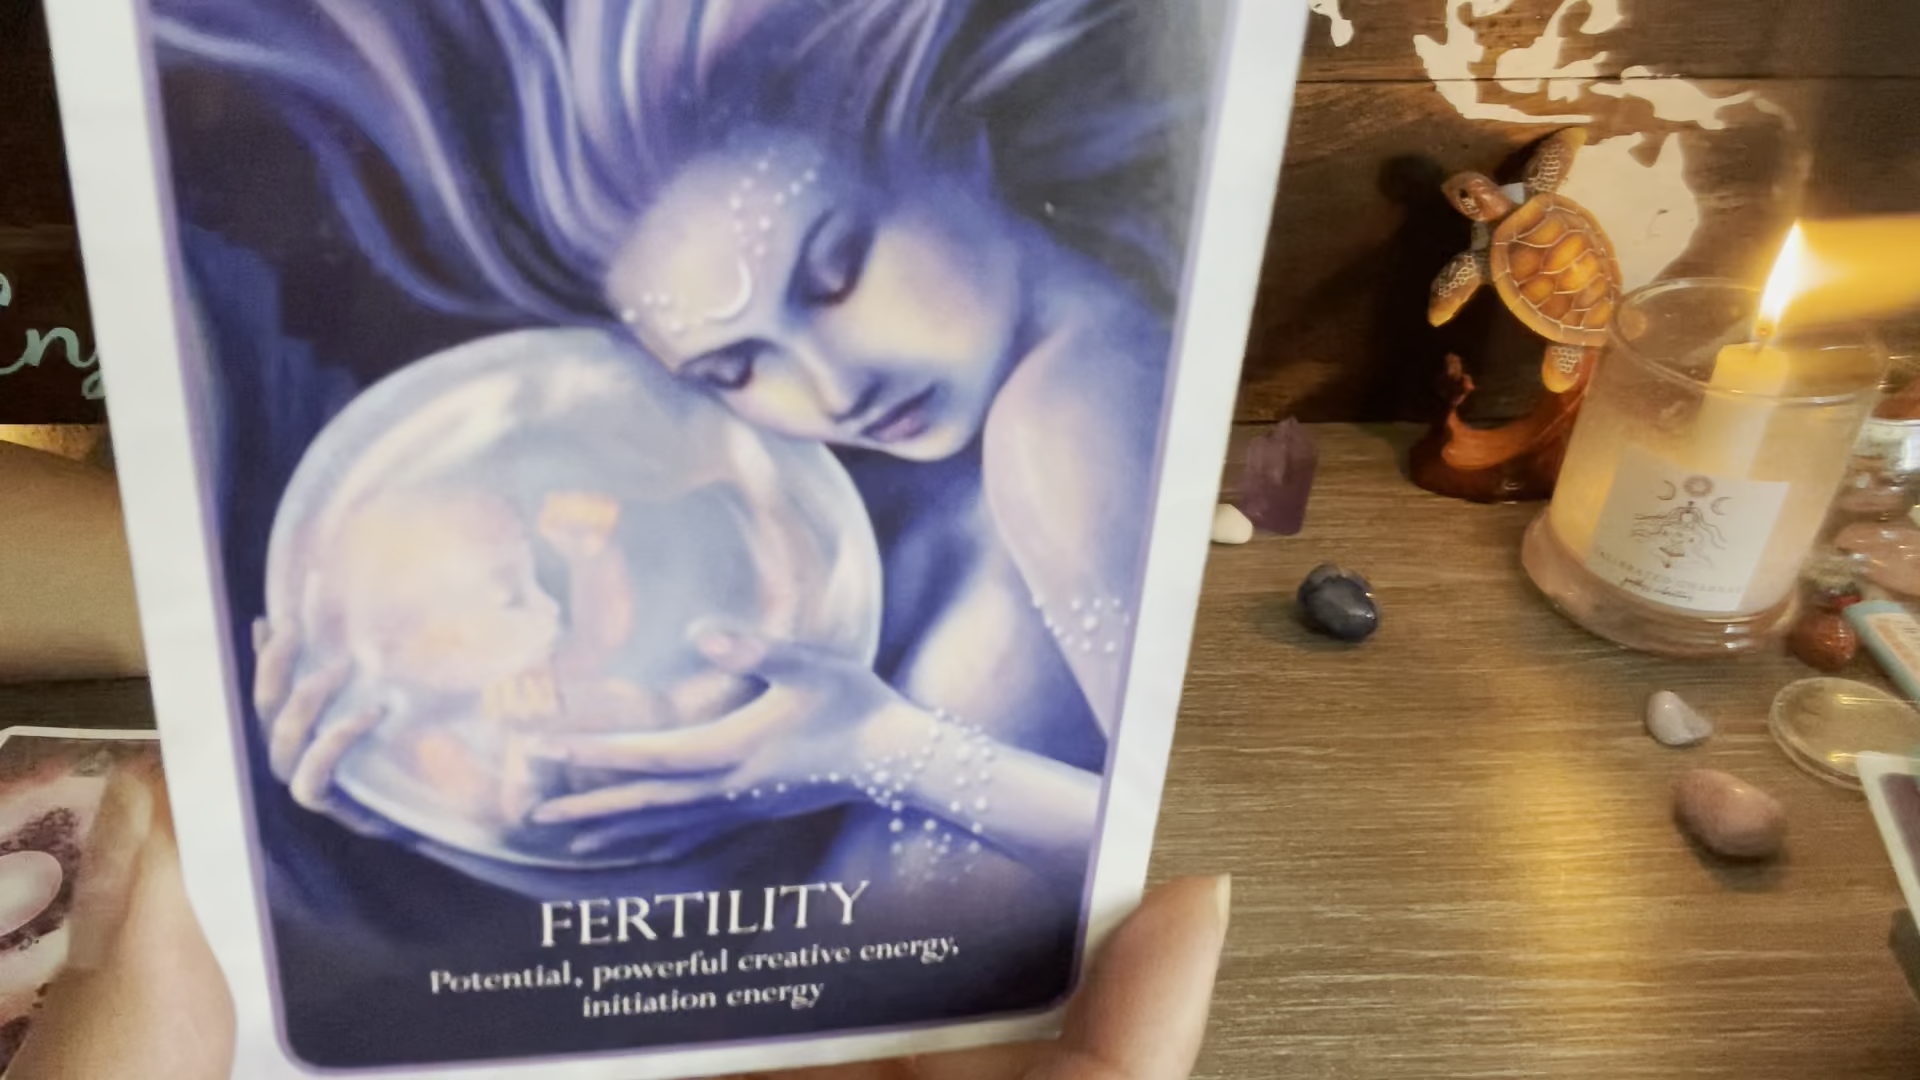 FERTILITY
Potential, powerful creative energy,
initiation energy